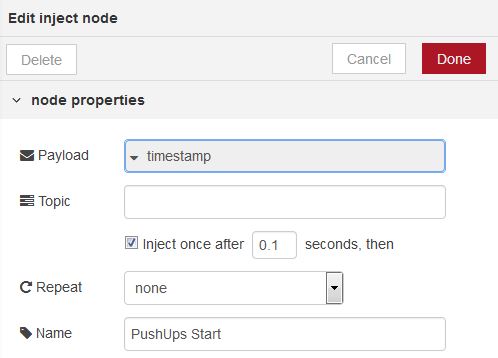 Edit inject node
Delete Cancel Done
node properties
Payload timestamp
Topic
Inject once after 0.1 seconds, then
Repeat none
Name PushUps Start